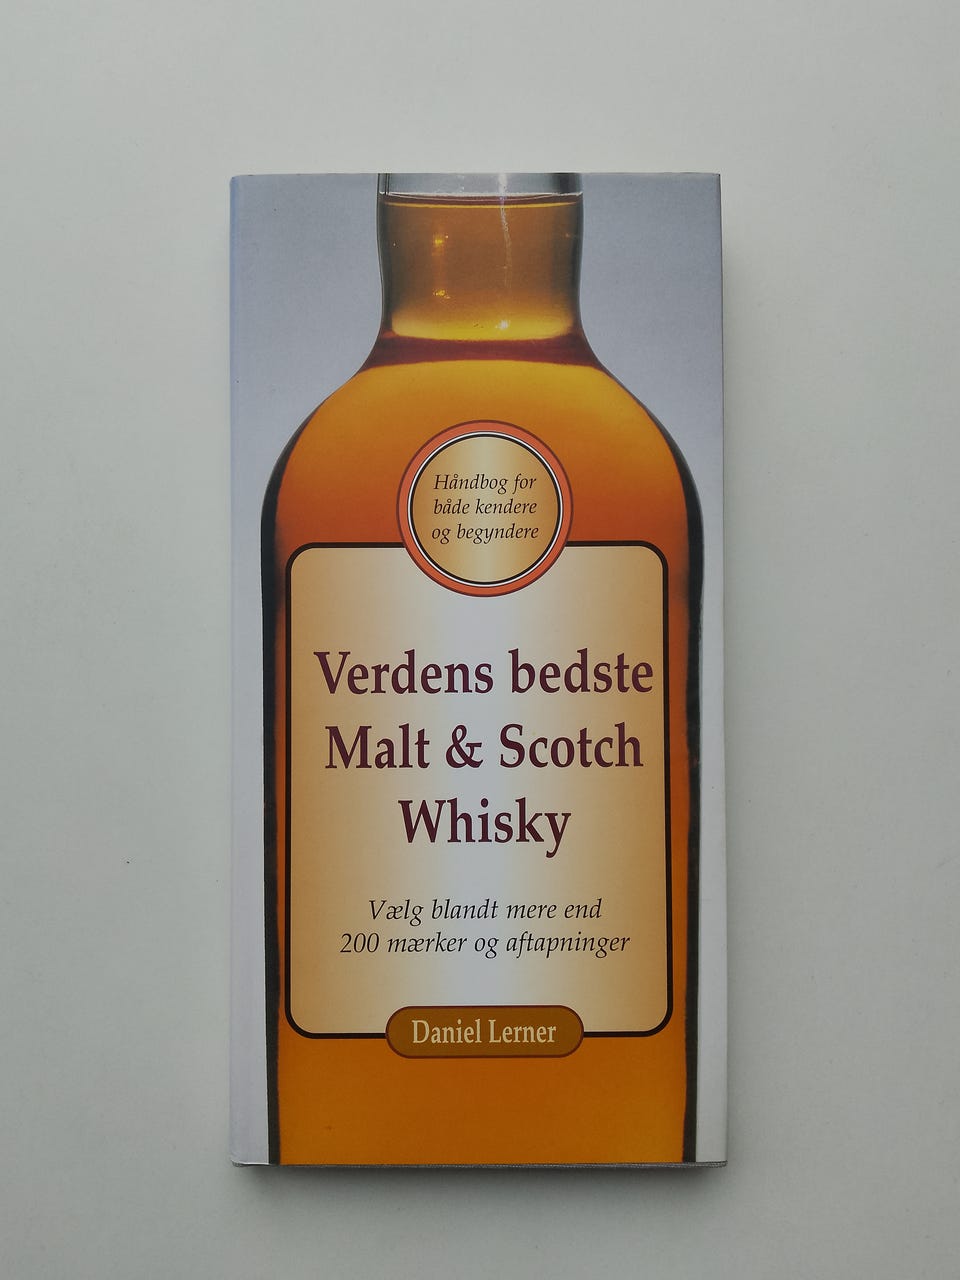 Håndbog for
både kendere
og begyndere
Verdens bedste
Malt & Scotch
Whisky
Vælg blandt mere end
200 mærker og aftapninger
Daniel Lerner